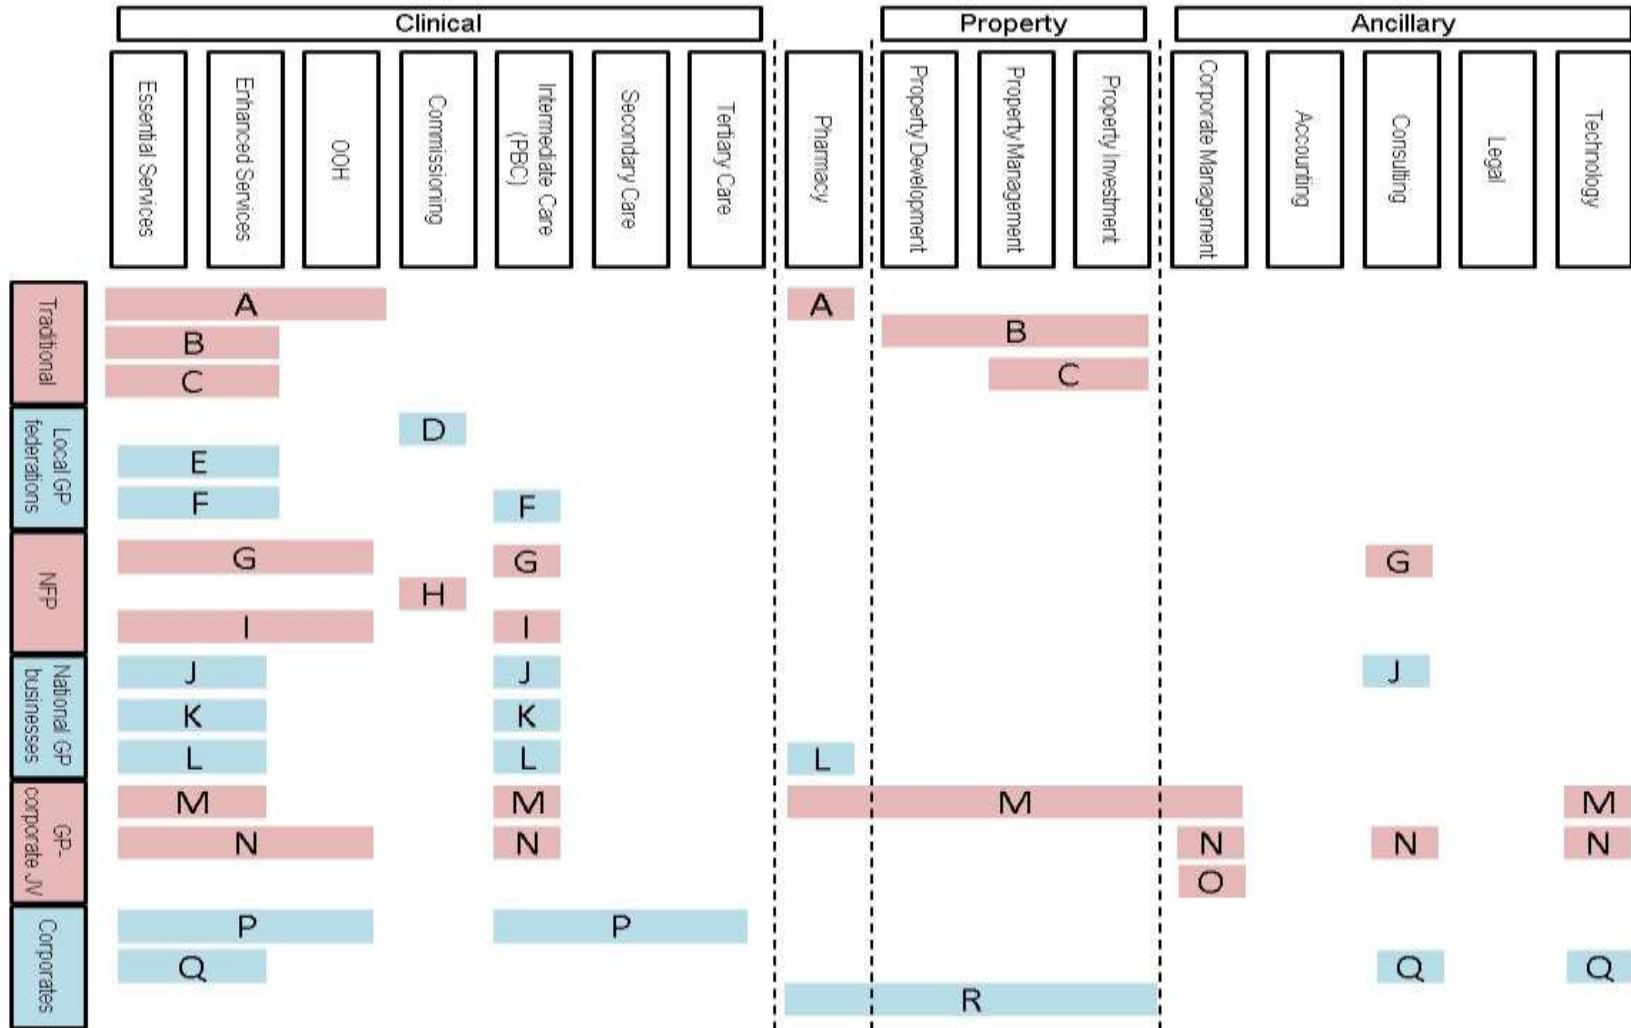 Clinical
Property
Ancillary
Essential Services
Enhanced Services
OOH
Commissioning
Intermediate Care
(PBC)
Secondary Care
Tertiary Care
Pharmacy
Property Development
Property Management
Property Investment
Corporate Management
Accounting
Consulting
Legal
Technology
Traditional
A
A
B
B
C
C
Local GP
federations
D
E
F
F
NFP
G
G
G
H
I
I
National GP
businesses
J
J
J
K
K
L
L
L
GP-
corporate JV
M
M
M
M
N
N
N
N
N
O
Corporates
P
P
Q
Q
Q
R